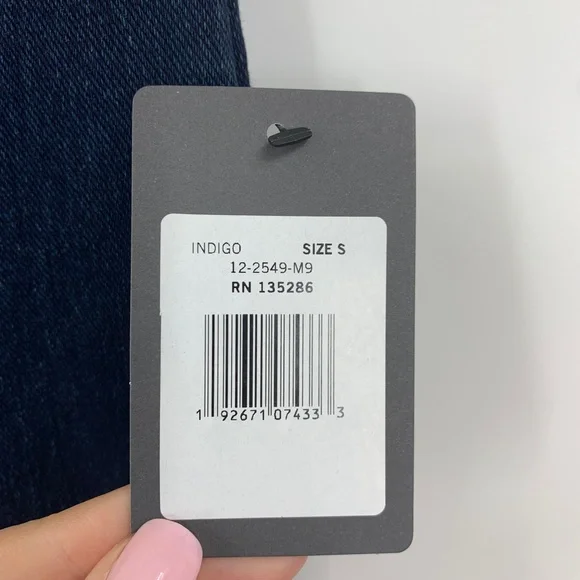 INDIGO SIZE S
12-2549-M9
RN 135286
1 92671 07433 3